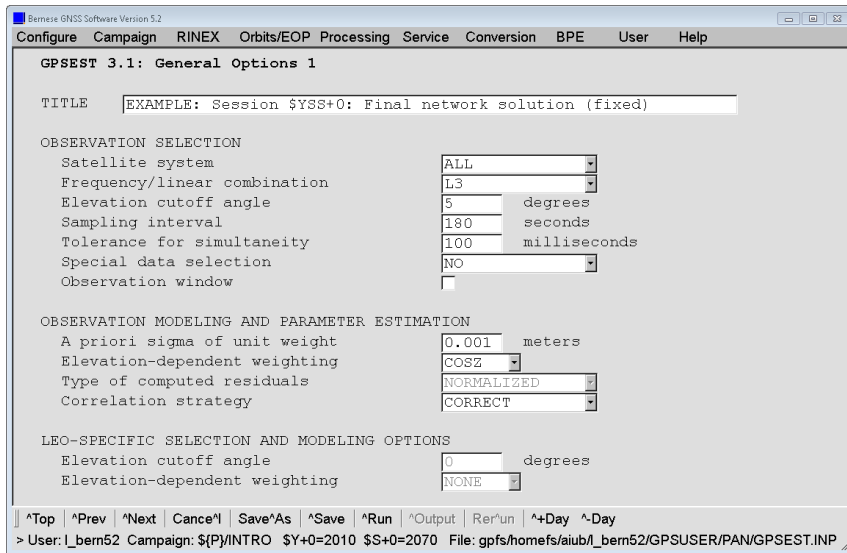 Bernese GNSS Software Version 5.2
Configure Campaign RINEX Orbits/EOP Processing Service Conversion BPE User Help
GPSEST 3.1: General Options 1
TITLE EXAMPLE: Session $YSS+0: Final network solution (fixed)
OBSERVATION SELECTION
Satellite system ALL
Frequency/linear combination L3
Elevation cutoff angle 5 degrees
Sampling interval 180 seconds
Tolerance for simultaneity 100 milliseconds
Special data selection NO
Observation window
OBSERVATION MODELING AND PARAMETER ESTIMATION
A priori sigma of unit weight 0.001 meters
Elevation-dependent weighting COSZ
Type of computed residuals NORMALIZED
Correlation strategy CORRECT
LEO-SPECIFIC SELECTION AND MODELING OPTIONS
Elevation cutoff angle 0 degrees
Elevation-dependent weighting NONE
^Top ^Prev ^Next Cance^l Save^As ^Save ^Run ^Output Rer^un ^+Day ^-Day
> User: l_bern52 Campaign: ${P}/INTRO $Y+0=2010 $S+0=2070 File: gpfs/homefs/aiub/l_bern52/GPSUSER/PAN/GPSEST.INP